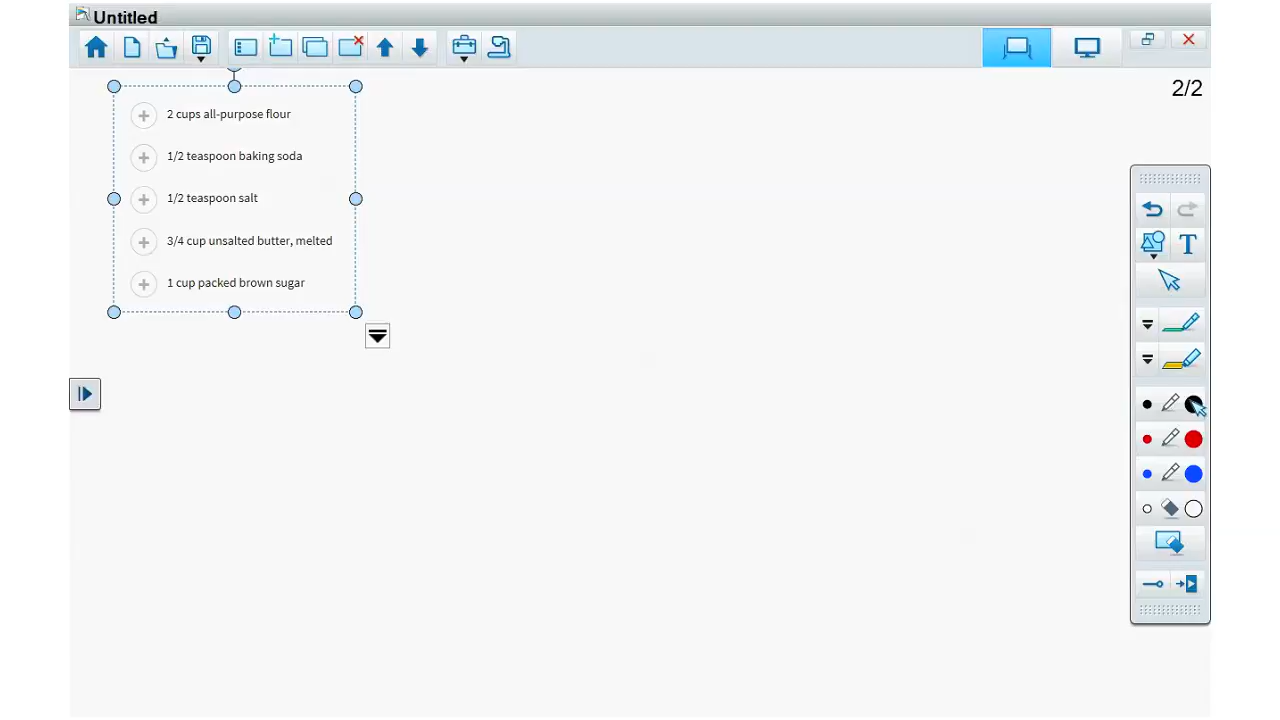 Untitled
2/2
2 cups all-purpose flour
1/2 teaspoon baking soda
1/2 teaspoon salt
3/4 cup unsalted butter, melted
1 cup packed brown sugar
T